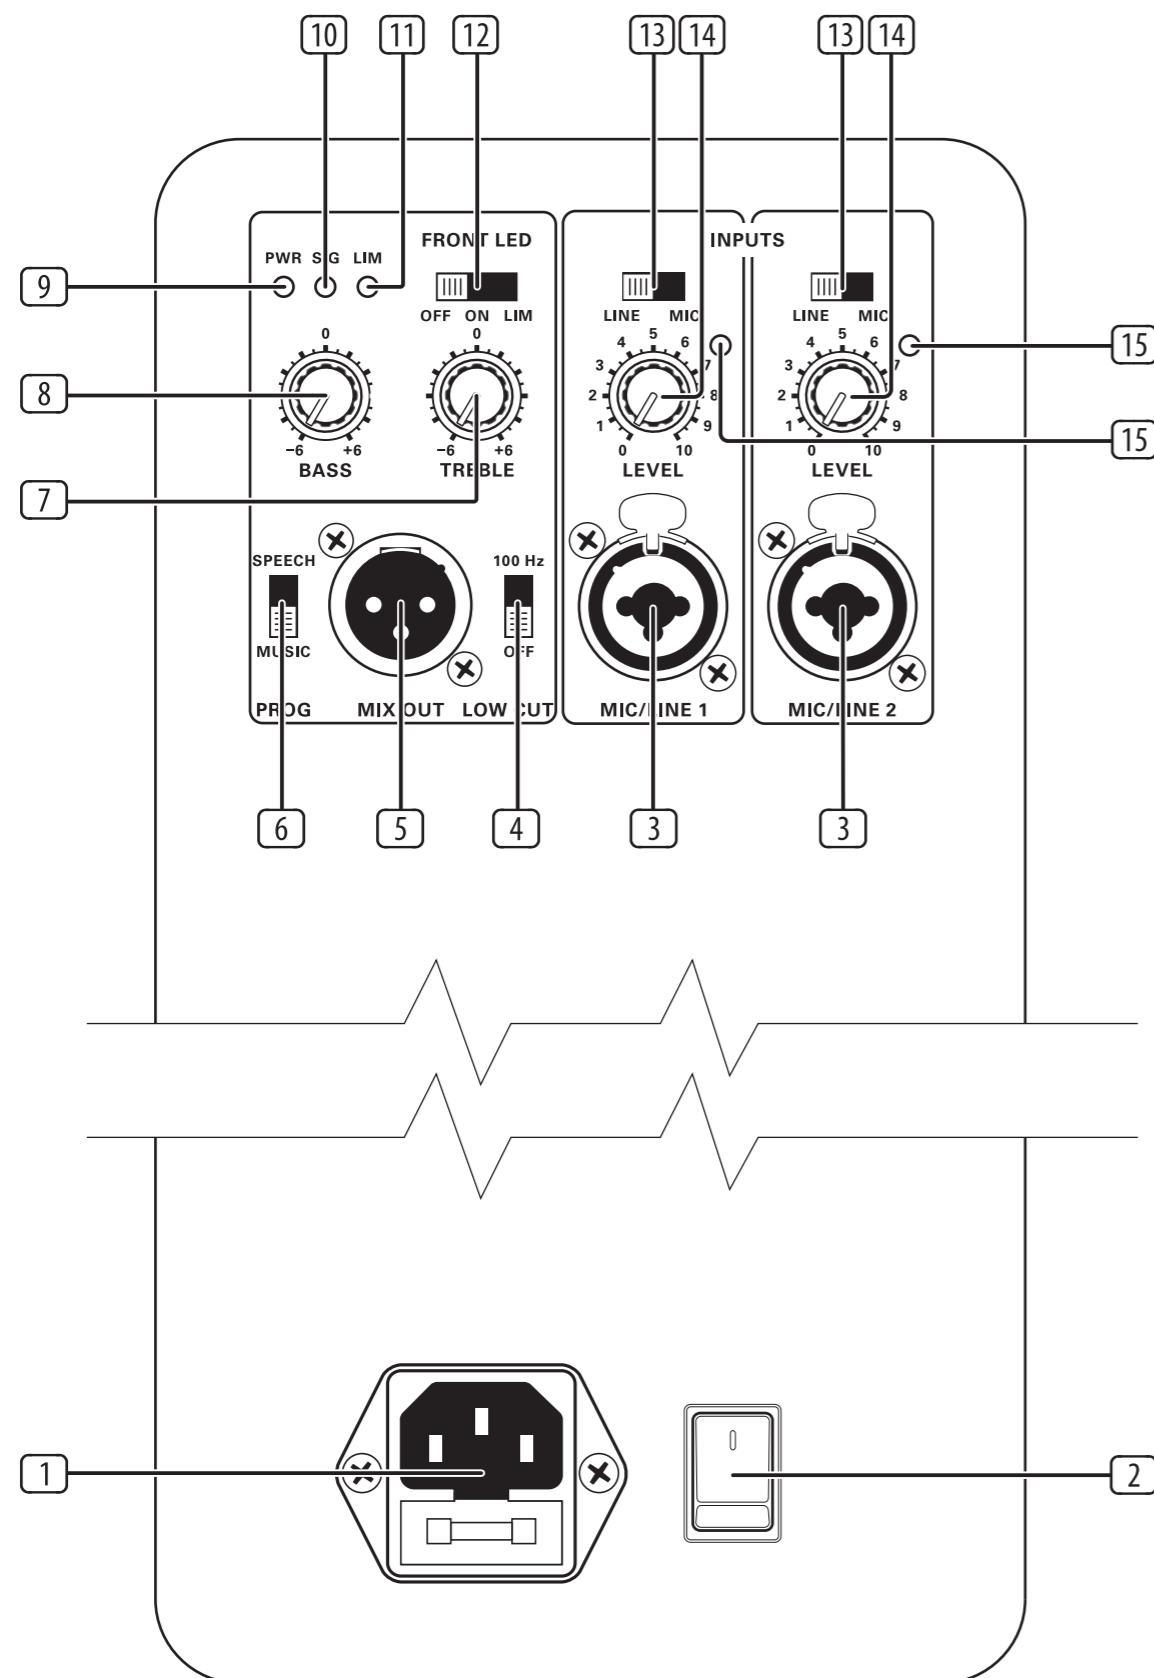 10 11 12 13 14 13 14
FRONT LED
INPUTS
PWR SIG LIM
9
OFF ON LIM
LINE MIC
LINE MIC
15
0
0
4 5 6
3 7
2 8
1 9
0 10
4 5 6
3 7
2 8
1 9
0 10
8
−6 +6
−6 +6
15
BASS
TREBLE
LEVEL
LEVEL
7
SPEECH
100 Hz
MUSIC
OFF
PROG
MIX OUT
LOW CUT
MIC/LINE 1
MIC/LINE 2
6 5 4 3 3
1
2